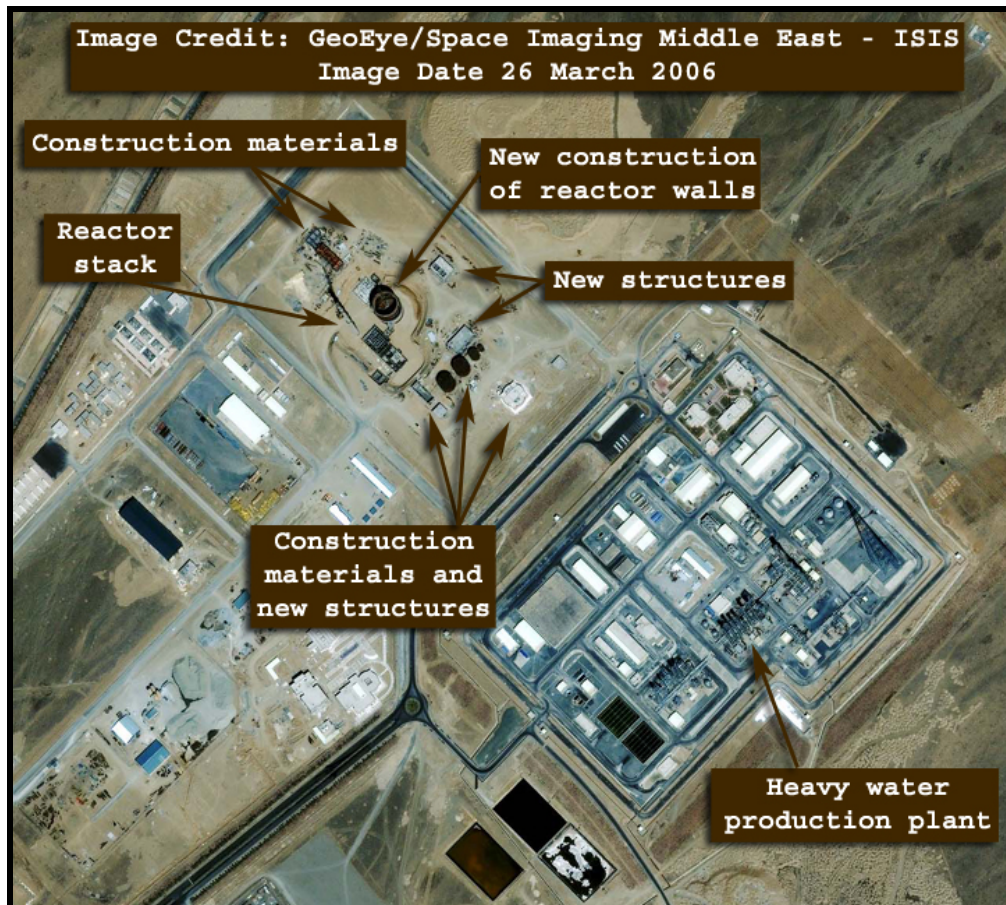 Image Credit: GeoEye/Space Imaging Middle East - ISIS
Image Date 26 March 2006
Construction materials
New construction
of reactor walls
Reactor
stack
New structures
Construction
materials and
new structures
Heavy water
production plant